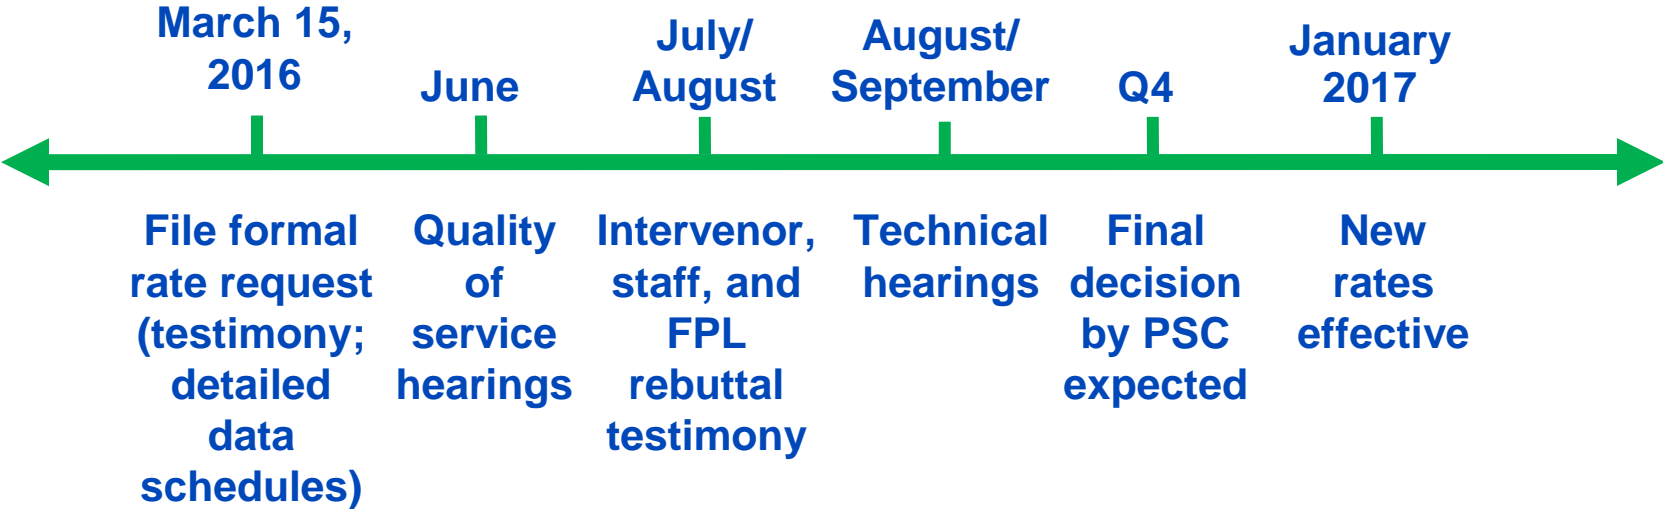 March 15,
2016
June
July/
August
August/
September
Q4
January
2017
File formal
rate request
(testimony;
detailed
data
schedules)
Quality
of
service
hearings
Intervenor,
staff, and
FPL
rebuttal
testimony
Technical
hearings
Final
decision
by PSC
expected
New
rates
effective